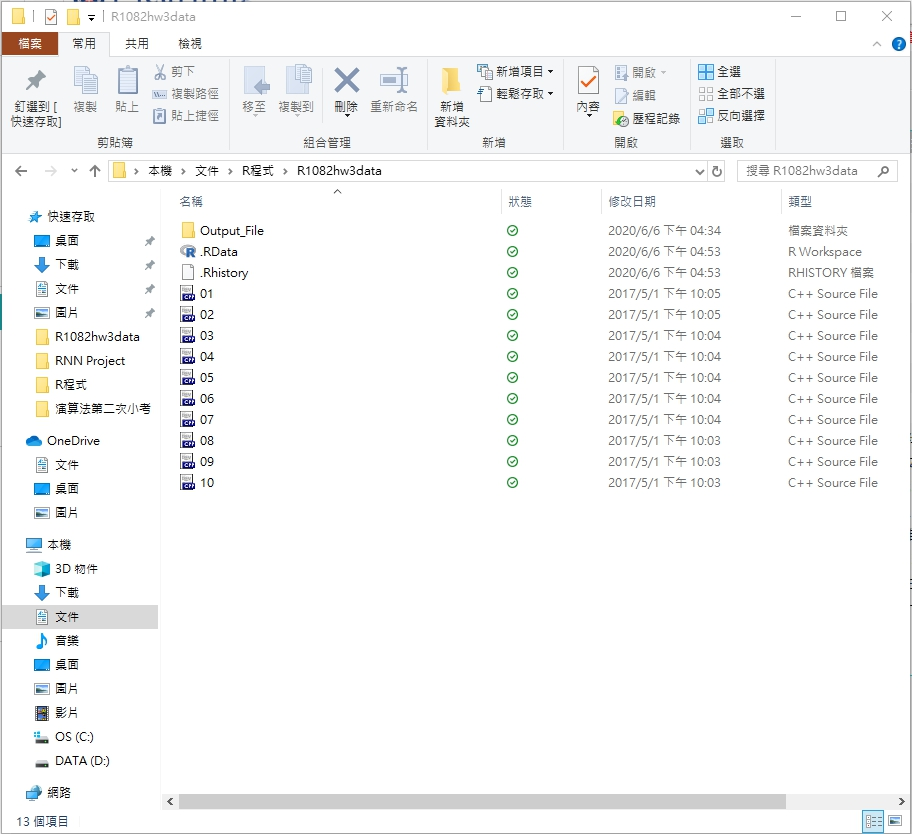 R1082hw3data
檔案 常用 共用 檢視
釘選到 [快速存取] 複製 貼上 剪下 複製路徑 貼上捷徑 移至 複製到 刪除 重新命名 新增資料夾 新增項目 輕鬆存取 內容 開啟 編輯 歷程記錄 全選 全部不選 反向選擇
剪貼簿 組合管理 新增 開啟 選取
本機 文件 R程式 R1082hw3data 搜尋 R1082hw3data
名稱 狀態 修改日期 類型
Output_File 2020/6/6 下午 04:34 檔案資料夾
.RData 2020/6/6 下午 04:53 R Workspace
.Rhistory 2020/6/6 下午 04:53 RHISTORY 檔案
01 2017/5/1 下午 10:05 C++ Source File
02 2017/5/1 下午 10:05 C++ Source File
03 2017/5/1 下午 10:04 C++ Source File
04 2017/5/1 下午 10:04 C++ Source File
05 2017/5/1 下午 10:04 C++ Source File
06 2017/5/1 下午 10:04 C++ Source File
07 2017/5/1 下午 10:04 C++ Source File
08 2017/5/1 下午 10:03 C++ Source File
09 2017/5/1 下午 10:03 C++ Source File
10 2017/5/1 下午 10:03 C++ Source File
快速存取
桌面
下載
文件
圖片
R1082hw3data
RNN Project
R程式
演算法第二次小考
OneDrive
文件
桌面
圖片
本機
3D 物件
下載
文件
音樂
桌面
圖片
影片
OS (C:)
DATA (D:)
網路
13 個項目